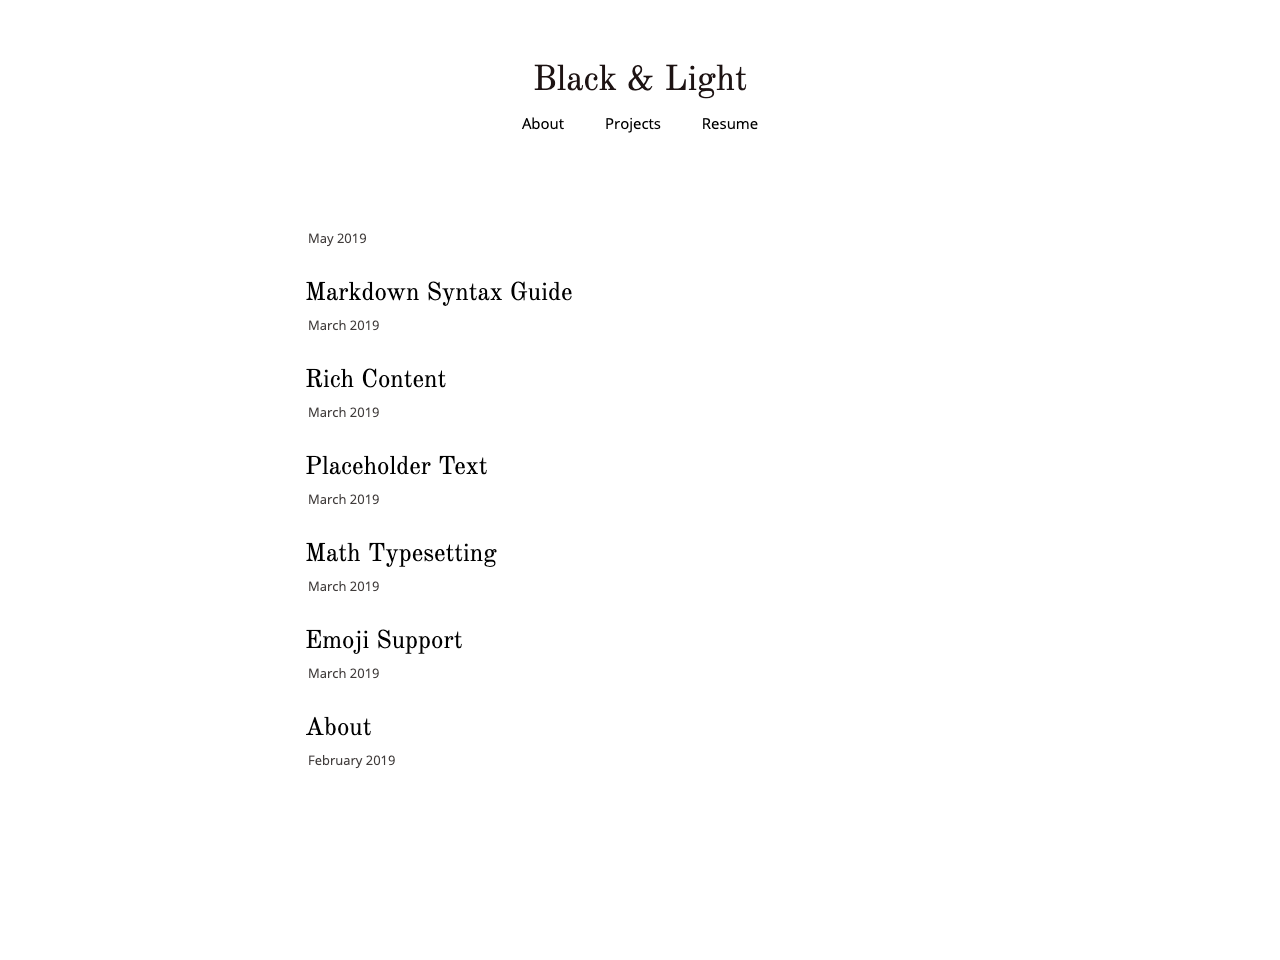 Black & Light
About Projects Resume
May 2019
Markdown Syntax Guide
March 2019
Rich Content
March 2019
Placeholder Text
March 2019
Math Typesetting
March 2019
Emoji Support
March 2019
About
February 2019